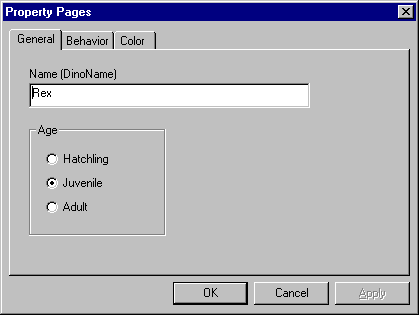 Property Pages
General Behavior Color
Name (DinoName)
Rex
Age
Hatchling
Juvenile
Adult
OK Cancel Apply